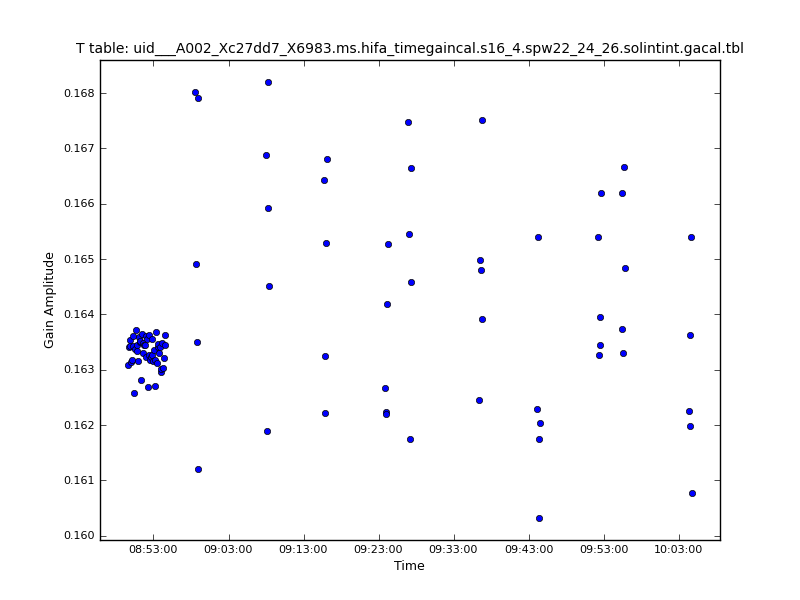 T table: uid___A002_Xc27dd7_X6983.ms.hifa_timegaincal.s16_4.spw22_24_26.solintint.gacal.tbl
0.168
0.167
0.166
0.165
0.164
0.163
0.162
0.161
0.160
Gain Amplitude
08:53:00 09:03:00 09:13:00 09:23:00 09:33:00 09:43:00 09:53:00 10:03:00
Time